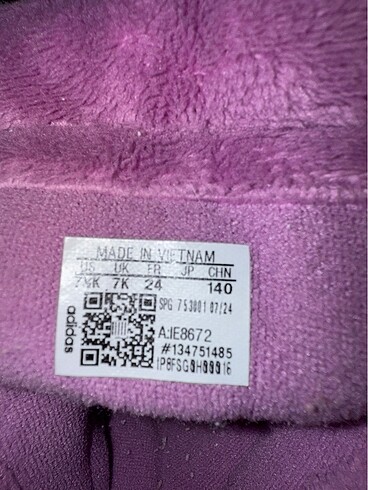 MADE IN VIETNAM
US UK FR JP CHN
7½K 7K 24 140
SPG 753001 07/24
A:IE8672
#134751485
adidas